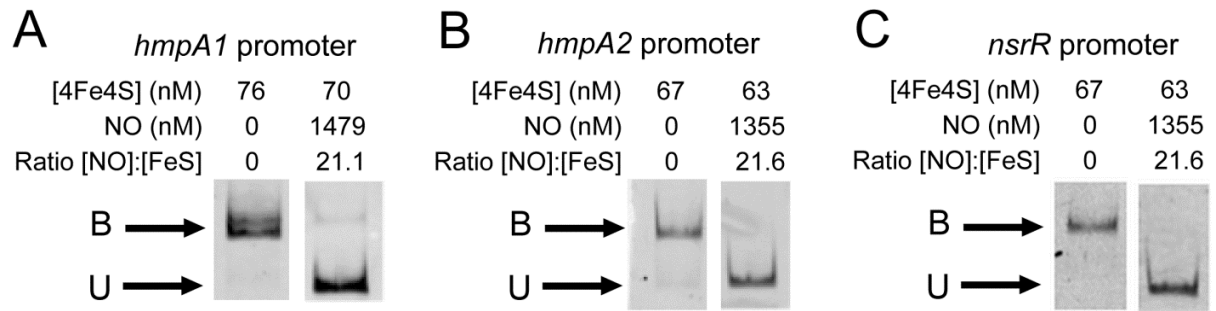 A
hmpA1 promoter
[4Fe4S] (nM) 76 70
NO (nM) 0 1479
Ratio [NO]:[FeS] 0 21.1
B
U
B
hmpA2 promoter
[4Fe4S] (nM) 67 63
NO (nM) 0 1355
Ratio [NO]:[FeS] 0 21.6
B
U
C
nsrR promoter
[4Fe4S] (nM) 67 63
NO (nM) 0 1355
Ratio [NO]:[FeS] 0 21.6
B
U